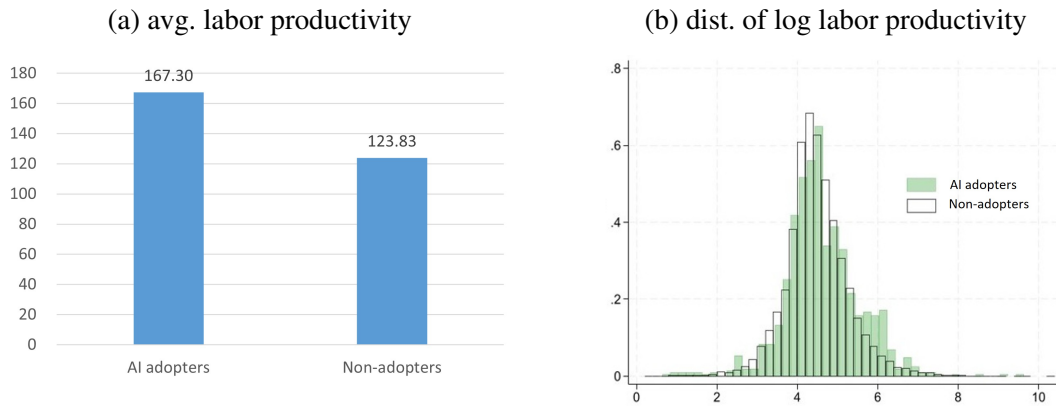 (a) avg. labor productivity
180
160
140
120
100
80
60
40
20
0
167.30
123.83
AI adopters
Non-adopters
(b) dist. of log labor productivity
.8
.6
.4
.2
0
AI adopters
Non-adopters
0 2 4 6 8 10